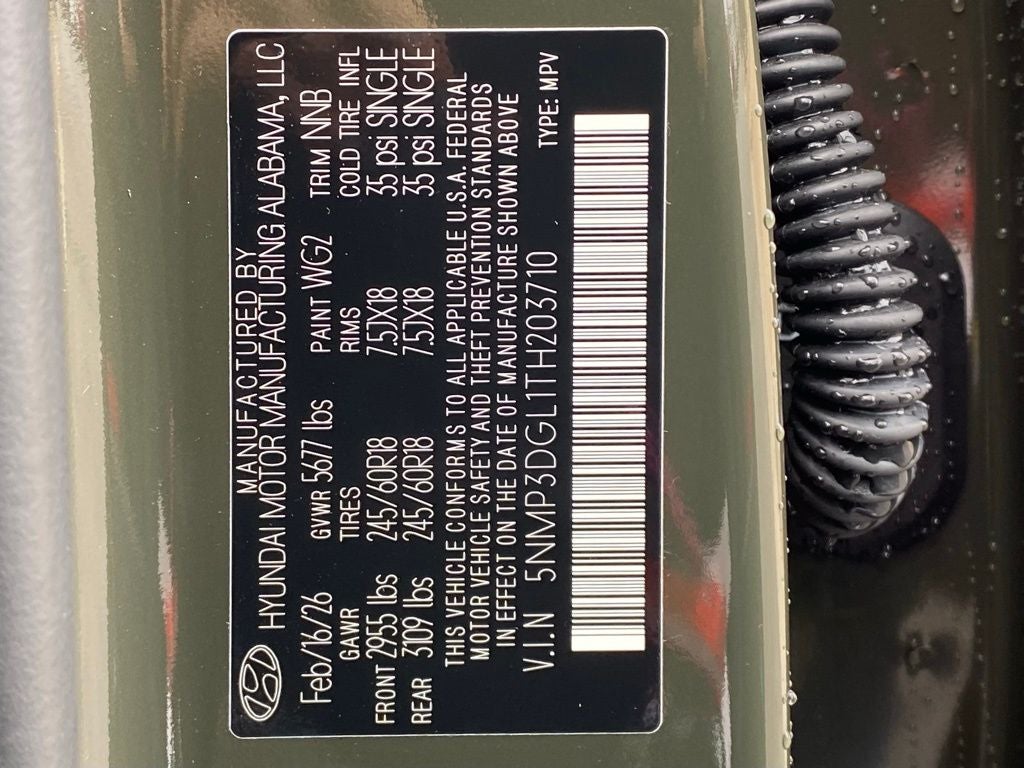 MANUFACTURED BY
HYUNDAI MOTOR MANUFACTURING ALABAMA, LLC
Feb/16/26 GVWR 5677 lbs PAINT WG2 TRIM NNB
GAWR TIRES RIMS COLD TIRE INFL
FRONT 2955 lbs 245/60R18 7.5JX18 35 psi SINGLE
REAR 3109 lbs 245/60R18 7.5JX18 35 psi SINGLE
THIS VEHICLE CONFORMS TO ALL APPLICABLE U.S.A. FEDERAL
MOTOR VEHICLE SAFETY AND THEFT PREVENTION STANDARDS
IN EFFECT ON THE DATE OF MANUFACTURE SHOWN ABOVE
V.I.N 5NMP3DGL1TH203710 TYPE: MPV